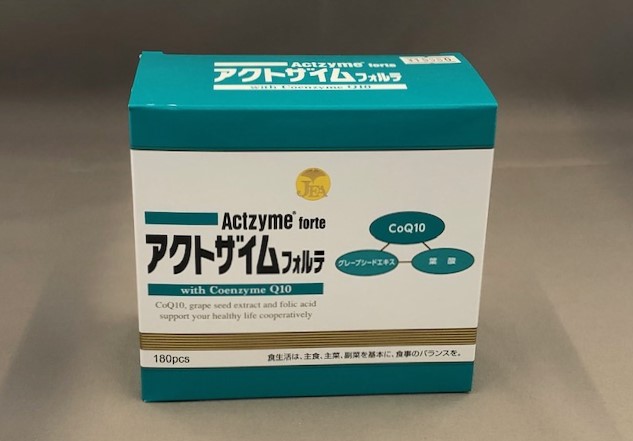 Actzyme® forte
アクトザイムフォルテ
with Coenzyme Q10
JEA
Actzyme® forte
アクトザイムフォルテ
with Coenzyme Q10
CoQ10, grape seed extract and folic acid
support your healthy life cooperatively
CoQ10
グレープシードエキス
葉酸
180pcs
食生活は、主食、主菜、副菜を基本に、食事のバランスを。